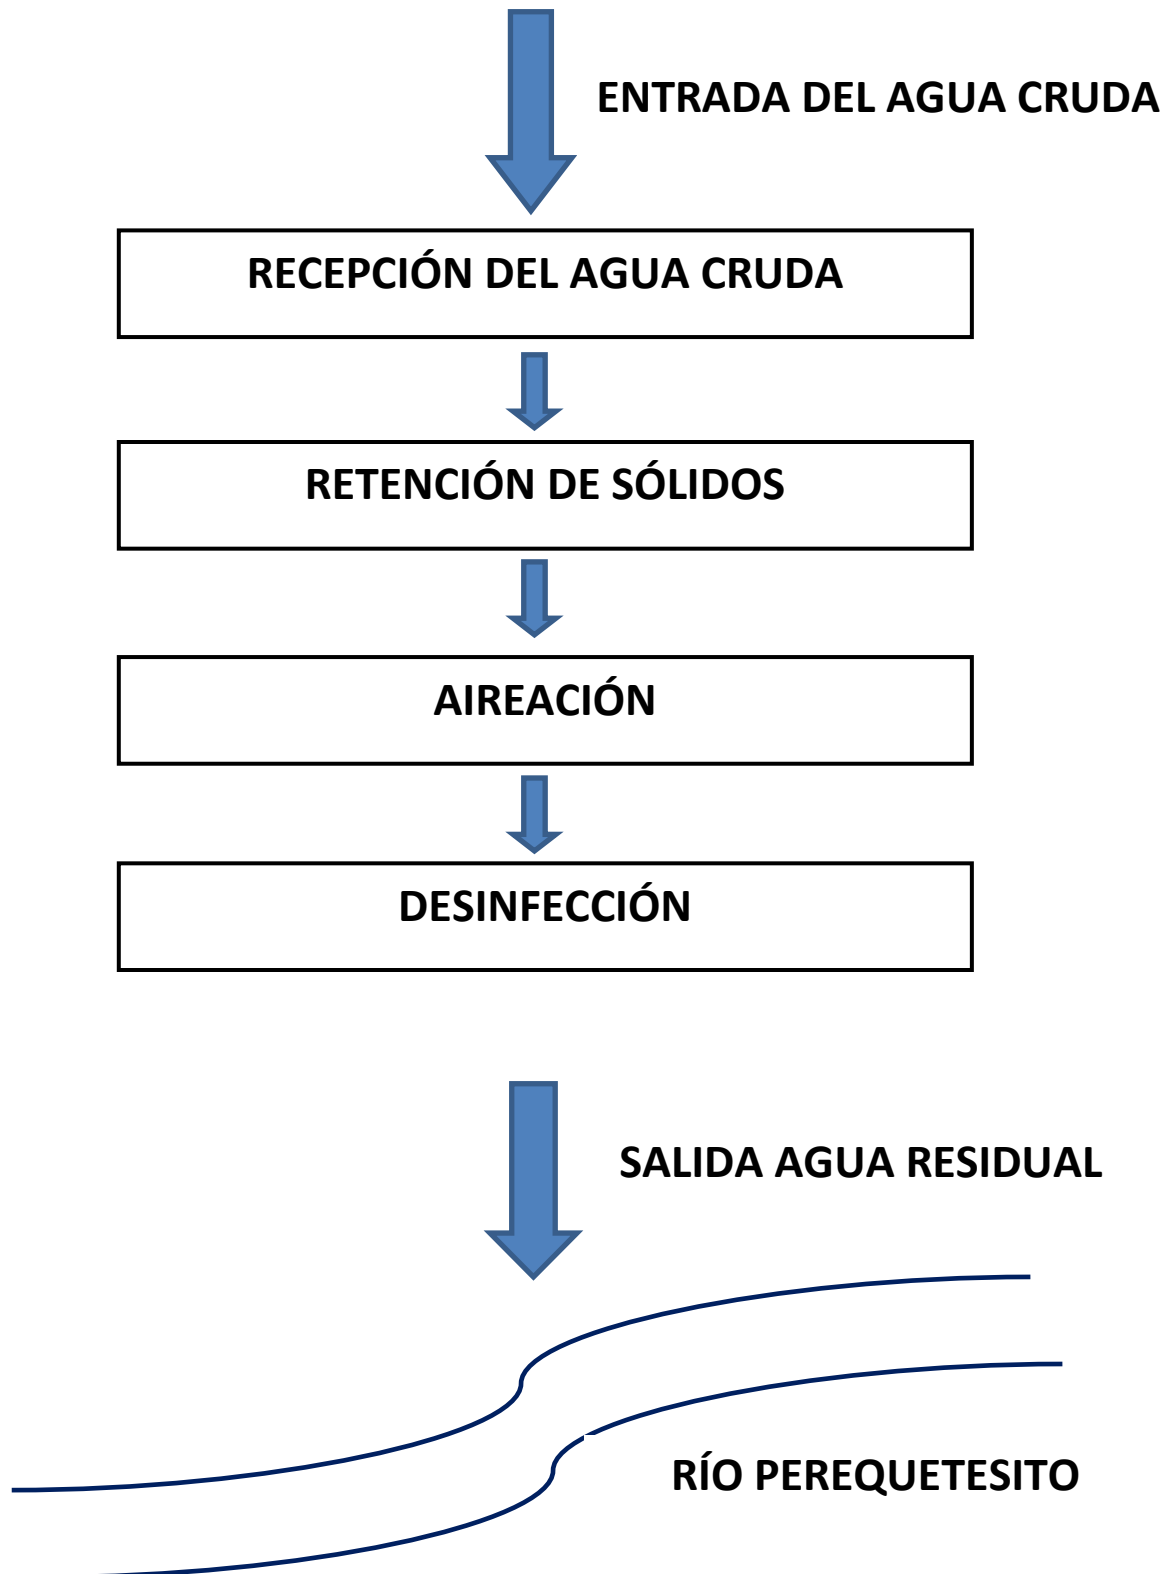 ENTRADA DEL AGUA CRUDA
RECEPCIÓN DEL AGUA CRUDA
RETENCIÓN DE SÓLIDOS
AIREACIÓN
DESINFECCIÓN
SALIDA AGUA RESIDUAL
RÍO PEREQUETESITO